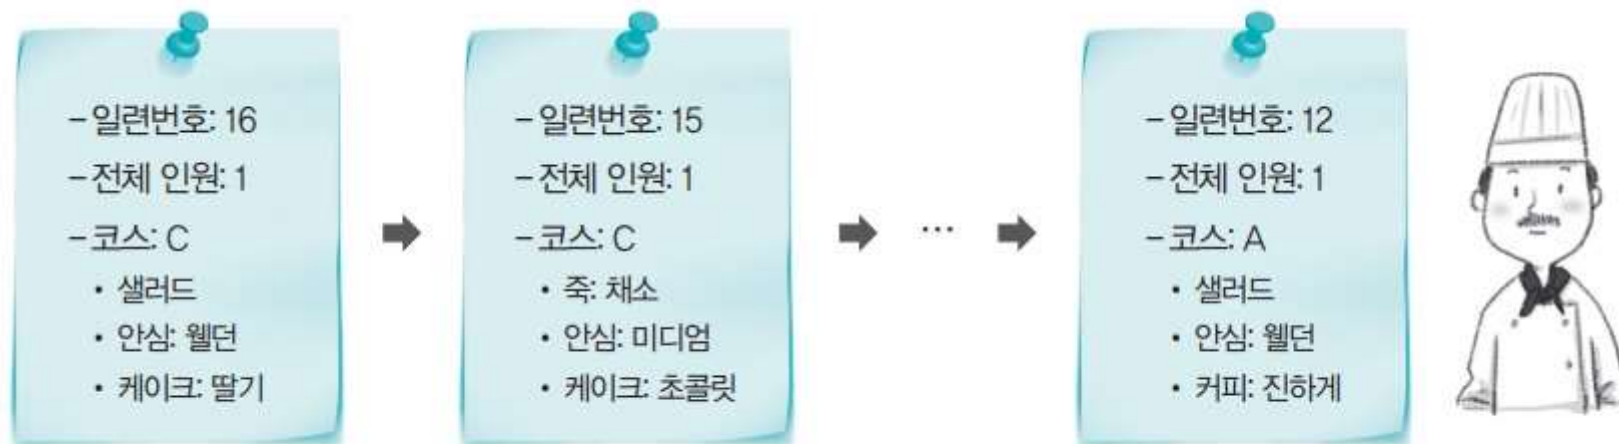 – 일련번호: 16
– 전체 인원: 1
– 코스: C
• 샐러드
• 안심: 웰던
• 케이크: 딸기
– 일련번호: 15
– 전체 인원: 1
– 코스: C
• 죽: 채소
• 안심: 미디엄
• 케이크: 초콜릿
…
– 일련번호: 12
– 전체 인원: 1
– 코스: A
• 샐러드
• 안심: 웰던
• 커피: 진하게